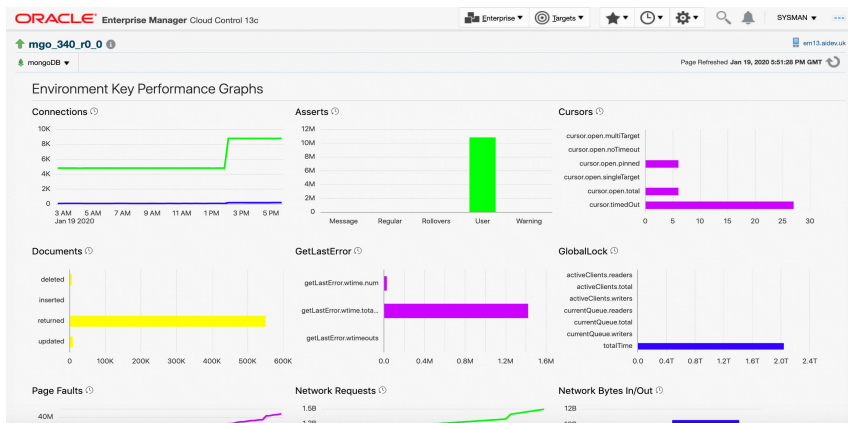 ORACLE Enterprise Manager Cloud Control 13c
Enterprise ▼ Targets ▼ SYSMAN ▼
mgo_340_r0_0
em13.aidev.uk
mongoDB ▼
Page Refreshed Jan 19, 2020 5:51:28 PM GMT
Environment Key Performance Graphs
Connections
10K
8K
6K
4K
2K
0
3 AM 5 AM 7 AM 9 AM 11 AM 1 PM 3 PM 5 PM
Jan 19 2020
Asserts
12M
10M
8M
6M
4M
2M
0
Message Regular Rollovers User Warning
Cursors
cursor.open.multiTarget
cursor.open.noTimeout
cursor.open.pinned
cursor.open.singleTarget
cursor.open.total
cursor.timedOut
0 5 10 15 20 25 30
Documents
deleted
inserted
returned
updated
0 100K 200K 300K 400K 500K 600K
GetLastError
getLastError.wtime.num
getLastError.wtime.tota...
getLastError.wtimeouts
0.0 0.4M 0.8M 1.2M 1.6M
GlobalLock
activeClients.readers
activeClients.total
activeClients.writers
currentQueue.readers
currentQueue.total
currentQueue.writers
totalTime
0.0 0.4T 0.8T 1.2T 1.6T 2.0T 2.4T
Page Faults
40M
Network Requests
1.5B
Network Bytes In/Out
12B